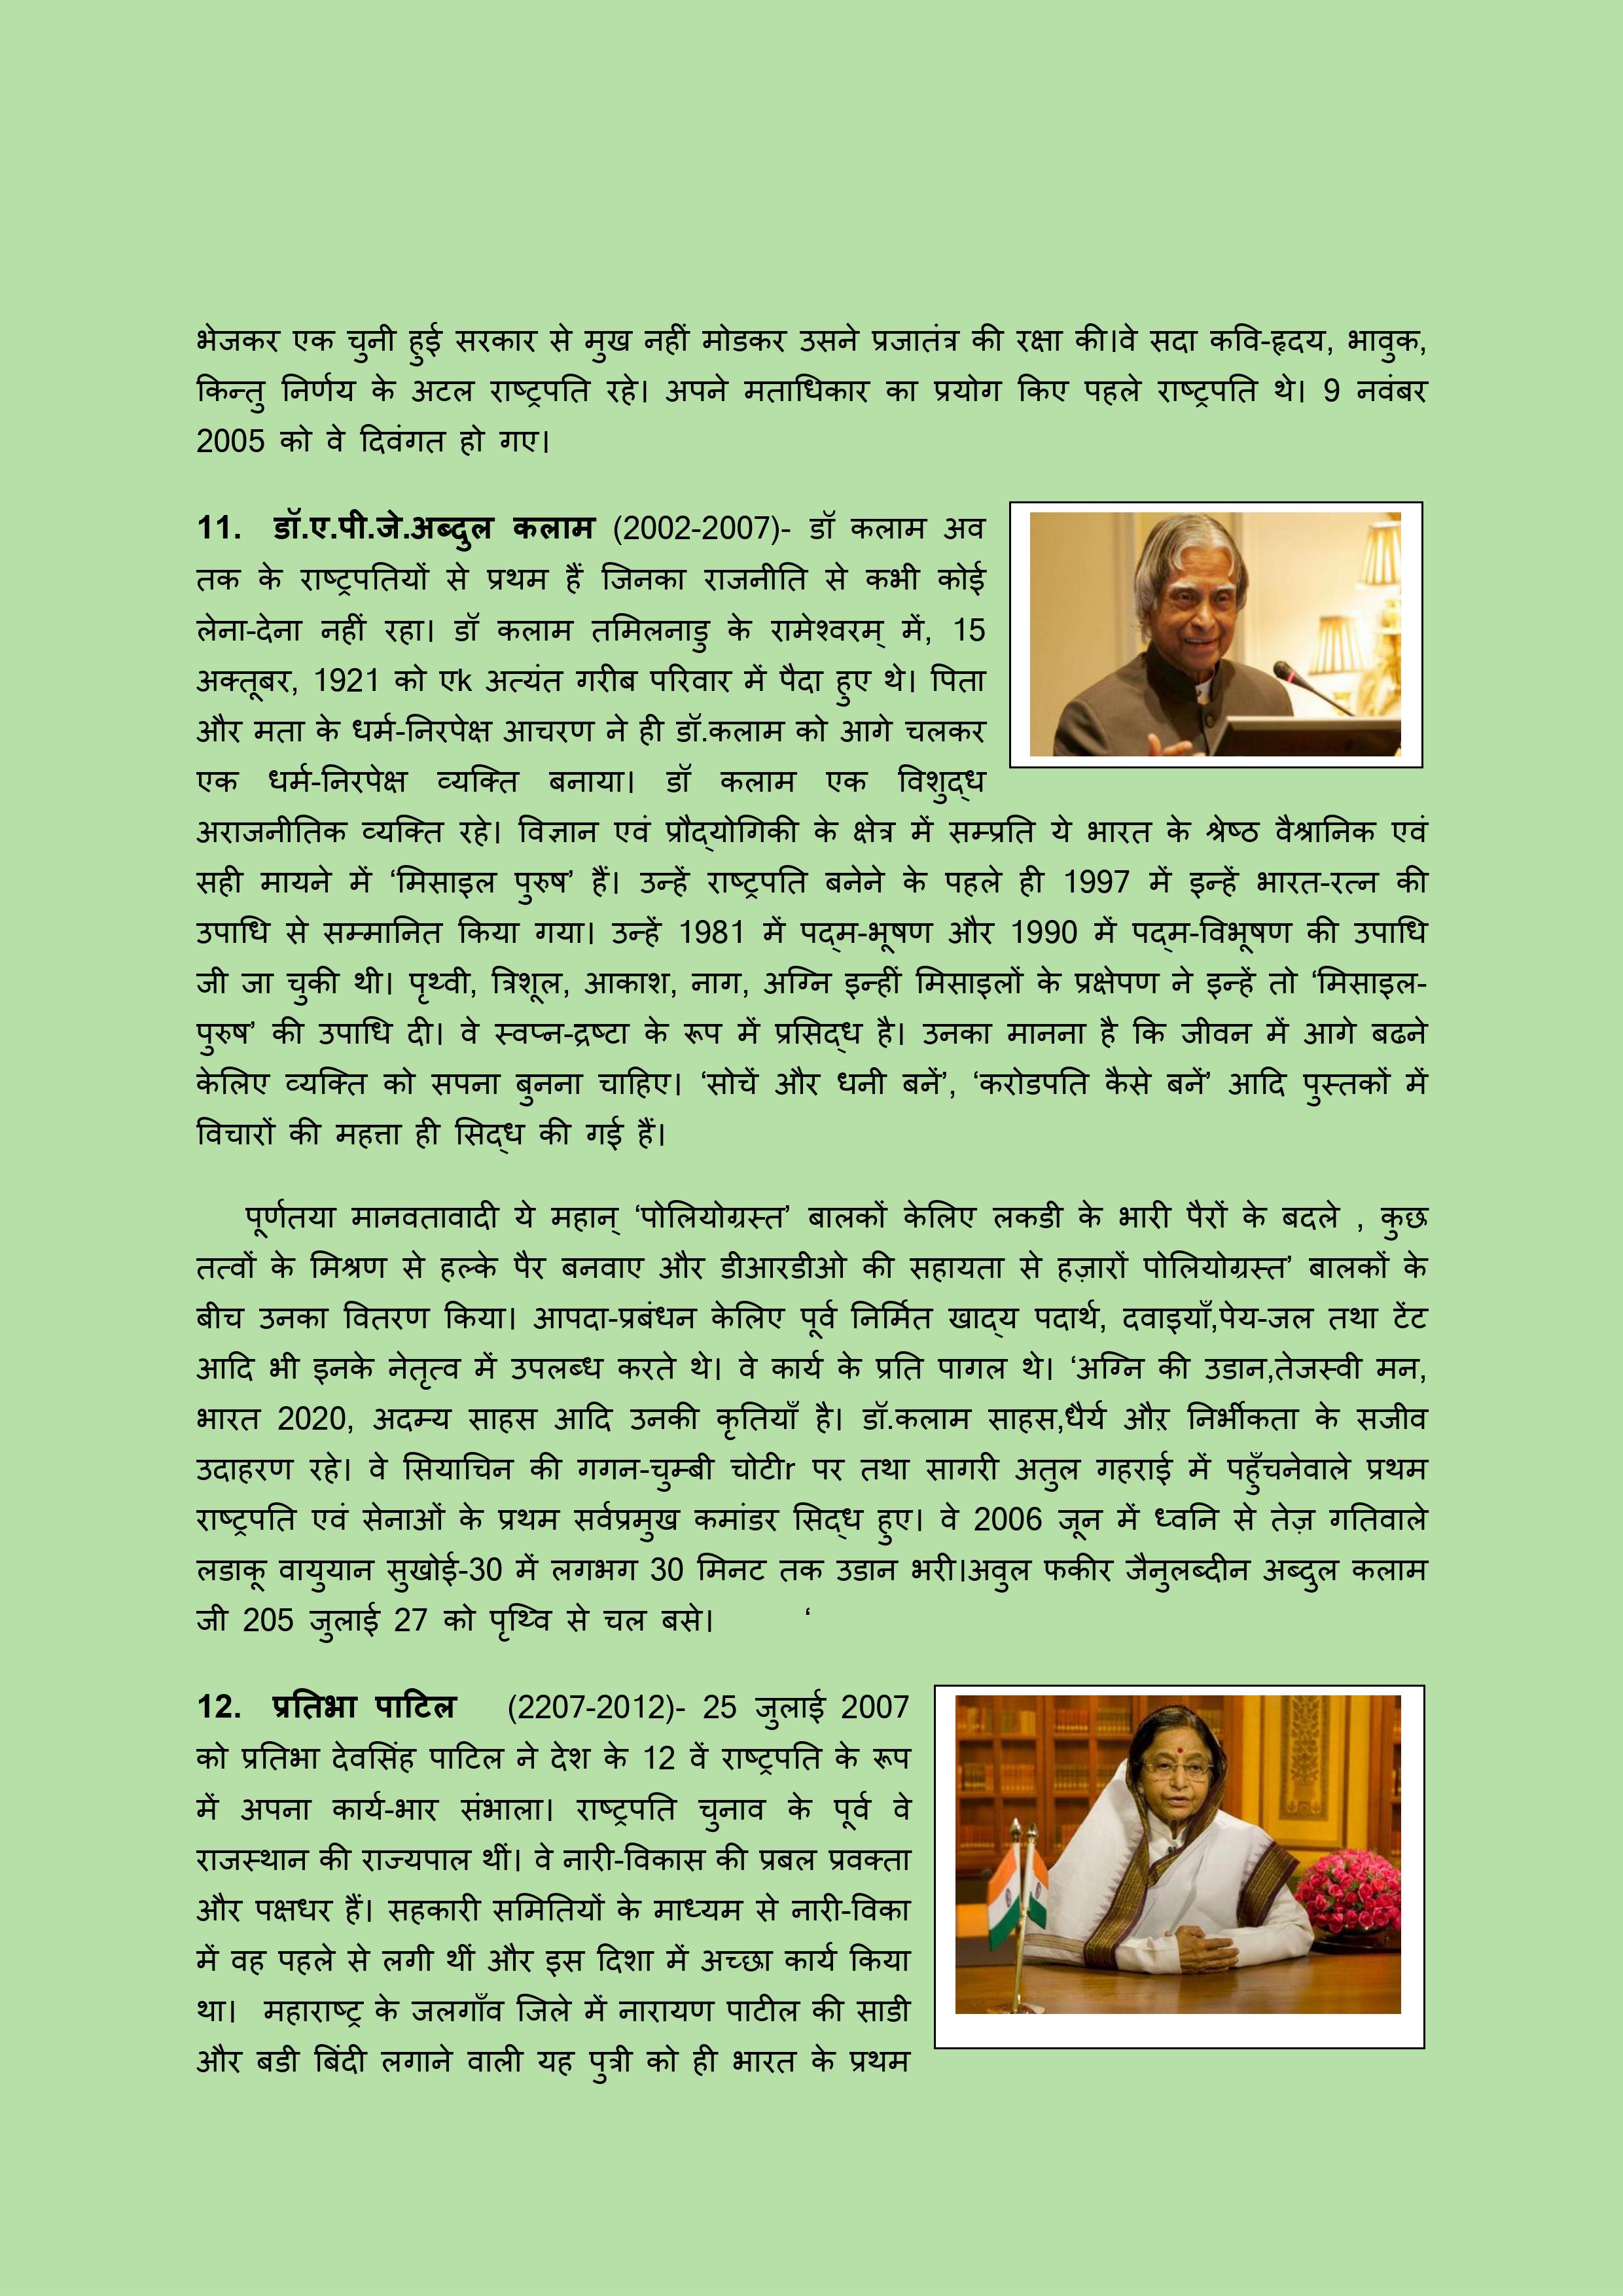 भेजकर एक चुनी हुई सरकार से मुख नहीं मोडकर उसने प्रजातंत्र की रक्षा की।वे सदा कवि-हृदय, भावुक,
किन्तु निर्णय के अटल राष्ट्रपति रहे। अपने मताधिकार का प्रयोग किए पहले राष्ट्रपति थे। 9 नवंबर
2005 को वे दिवंगत हो गए।
11. डॉ.ए.पी.जे.अब्दुल कलाम (2002-2007)- डॉ कलाम अव
तक के राष्ट्रपतियों से प्रथम हैं जिनका राजनीति से कभी कोई
लेना-देना नहीं रहा। डॉ कलाम तमिलनाडु के रामेश्वरम् में, 15
अक्तूबर, 1921 को एk अत्यंत गरीब परिवार में पैदा हुए थे। पिता
और मता के धर्म-निरपेक्ष आचरण ने ही डॉ.कलाम को आगे चलकर
एक धर्म-निरपेक्ष व्यक्ति बनाया। डॉ कलाम एक विशुद्ध
अराजनीतिक व्यक्ति रहे। विज्ञान एवं प्रौद्योगिकी के क्षेत्र में सम्प्रति ये भारत के श्रेष्ठ वैश्रानिक एवं
सही मायने में ‘मिसाइल पुरुष’ हैं। उन्हें राष्ट्रपति बनेने के पहले ही 1997 में इन्हें भारत-रत्न की
उपाधि से सम्मानित किया गया। उन्हें 1981 में पद्म-भूषण और 1990 में पद्म-विभूषण की उपाधि
जी जा चुकी थी। पृथ्वी, त्रिशूल, आकाश, नाग, अग्नि इन्हीं मिसाइलों के प्रक्षेपण ने इन्हें तो ‘मिसाइल-
पुरुष’ की उपाधि दी। वे स्वप्न-द्रष्टा के रूप में प्रसिद्ध है। उनका मानना है कि जीवन में आगे बढने
केलिए व्यक्ति को सपना बुनना चाहिए। ‘सोचें और धनी बनें’, ‘करोडपति कैसे बनें’ आदि पुस्तकों में
विचारों की महत्ता ही सिद्ध की गई हैं।
पूर्णतया मानवतावादी ये महान् ‘पोलियोग्रस्त’ बालकों केलिए लकडी के भारी पैरों के बदले , कुछ
तत्वों के मिश्रण से हल्के पैर बनवाए और डीआरडीओ की सहायता से हज़ारों पोलियोग्रस्त’ बालकों के
बीच उनका वितरण किया। आपदा-प्रबंधन केलिए पूर्व निर्मित खाद्य पदार्थ, दवाइयाँ,पेय-जल तथा टेंट
आदि भी इनके नेतृत्व में उपलब्ध करते थे। वे कार्य के प्रति पागल थे। ‘अग्नि की उडान,तेजस्वी मन,
भारत 2020, अदम्य साहस आदि उनकी कृतियाँ है। डॉ.कलाम साहस,धैर्य औऱ निर्भीकता के सजीव
उदाहरण रहे। वे सियाचिन की गगन-चुम्बी चोटीr पर तथा सागरी अतुल गहराई में पहुँचनेवाले प्रथम
राष्ट्रपति एवं सेनाओं के प्रथम सर्वप्रमुख कमांडर सिद्ध हुए। वे 2006 जून में ध्वनि से तेज़ गतिवाले
लडाकू वायुयान सुखोई-30 में लगभग 30 मिनट तक उडान भरी।अवुल फकीर जैनुलब्दीन अब्दुल कलाम
जी 205 जुलाई 27 को पृथ्वि से चल बसे। ‘
12. प्रतिभा पाटिल (2207-2012)- 25 जुलाई 2007
को प्रतिभा देवसिंह पाटिल ने देश के 12 वें राष्ट्रपति के रूप
में अपना कार्य-भार संभाला। राष्ट्रपति चुनाव के पूर्व वे
राजस्थान की राज्यपाल थीं। वे नारी-विकास की प्रबल प्रवक्ता
और पक्षधर हैं। सहकारी समितियों के माध्यम से नारी-विका
में वह पहले से लगी थीं और इस दिशा में अच्छा कार्य किया
था। महाराष्ट्र के जलगाँव जिले में नारायण पाटील की साडी
और बडी बिंदी लगाने वाली यह पुत्री को ही भारत के प्रथम